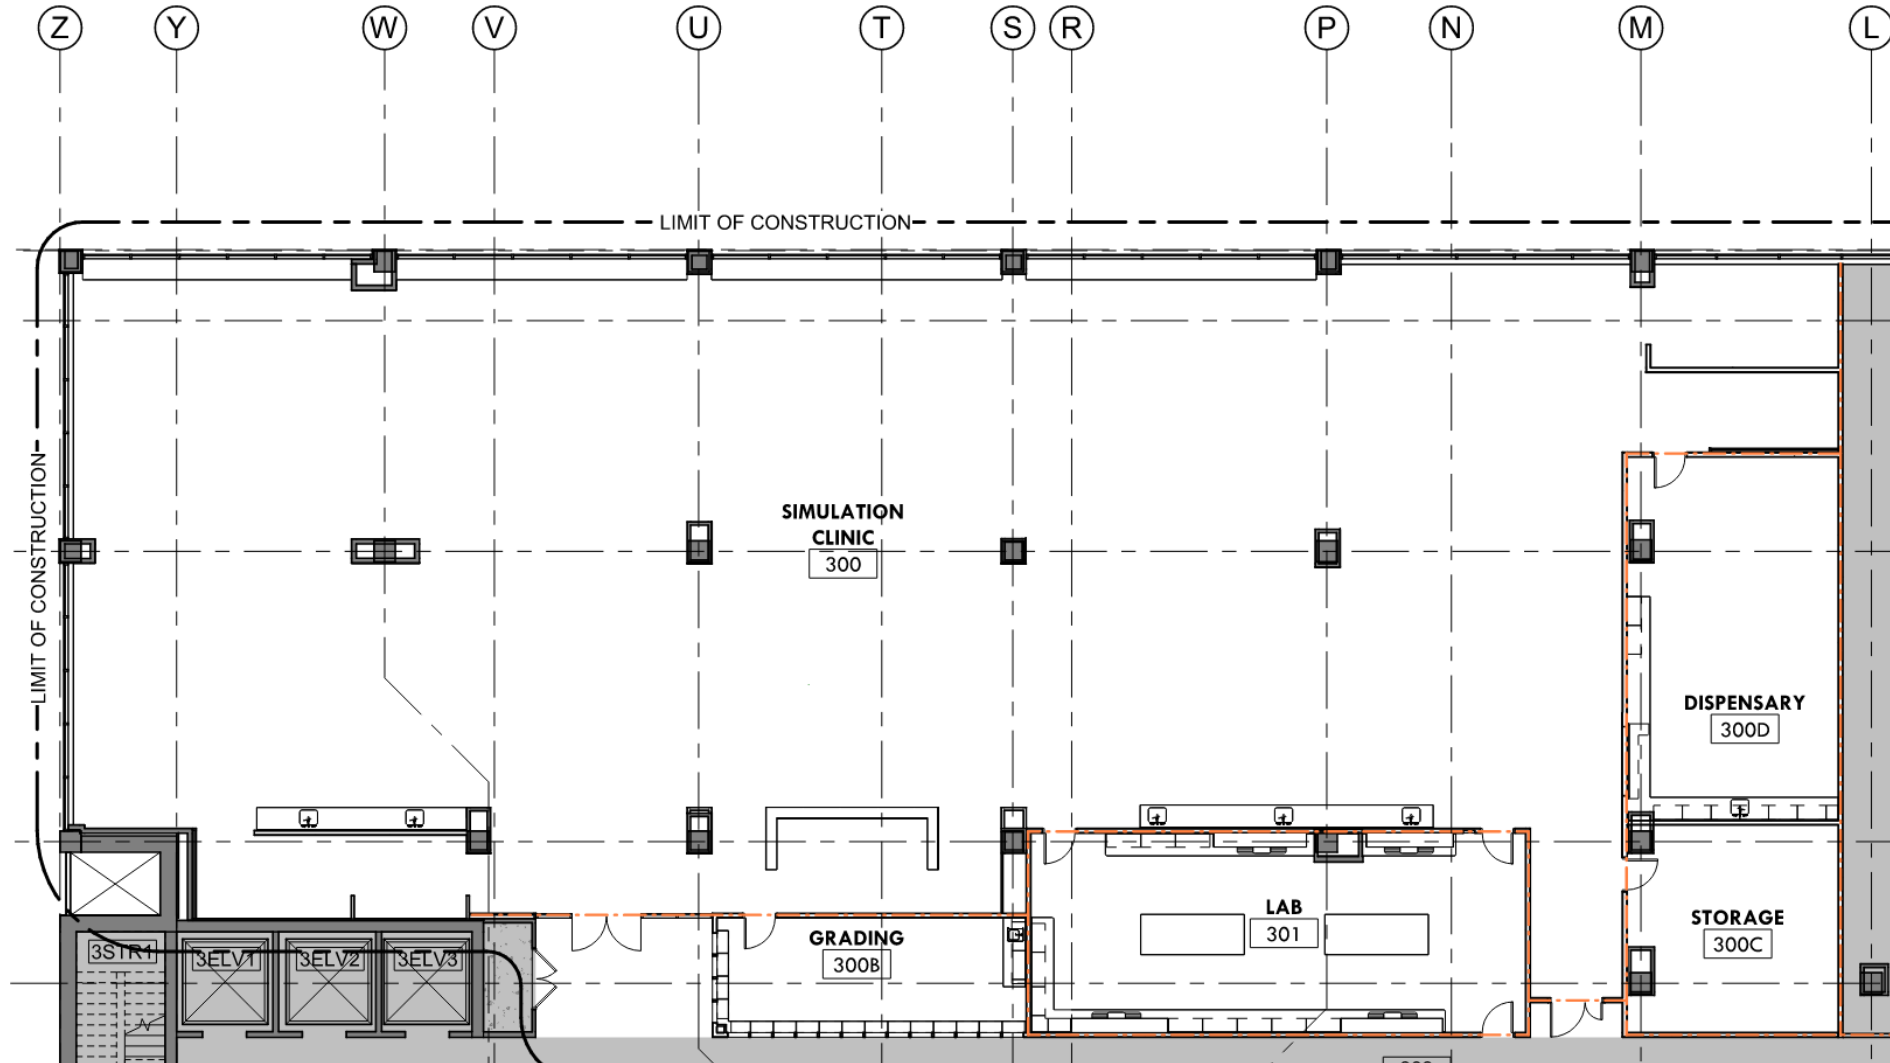 Z Y W V U T S R P N M L
LIMIT OF CONSTRUCTION
LIMIT OF CONSTRUCTION
SIMULATION
CLINIC
300
DISPENSARY
300D
LAB
301
STORAGE
300C
GRADING
300B
3STR1
3ELV1
3ELV2
3ELV3